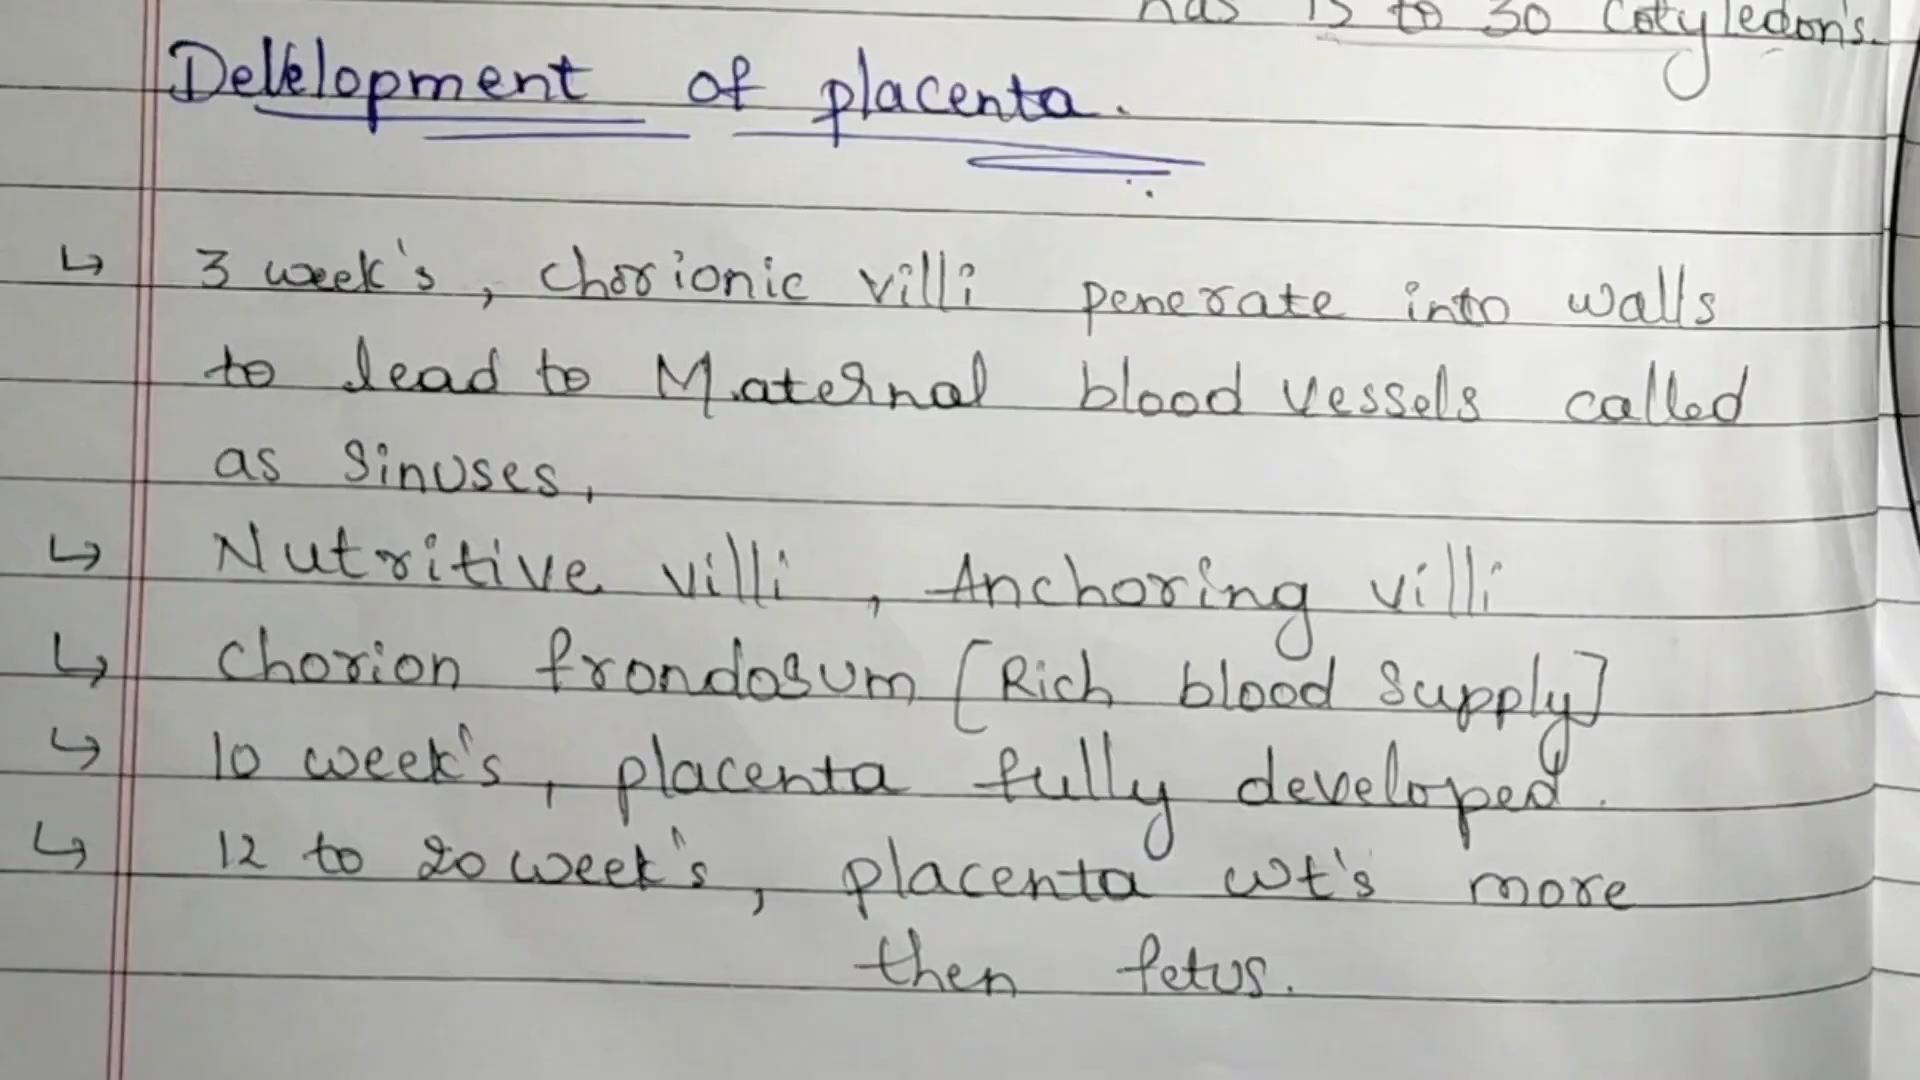 has 15 to 30 Cotyledon's.
Development of placenta.
↳ 3 week's, chorionic villi penerate into walls
to lead to Maternal blood vessels called
as sinuses,
↳ Nutritive villi, Anchoring villi
↳ chorion frondosum [Rich blood supply]
↳ 10 week's, placenta fully developed.
↳ 12 to 20 week's, placenta wt's more
then fetus.